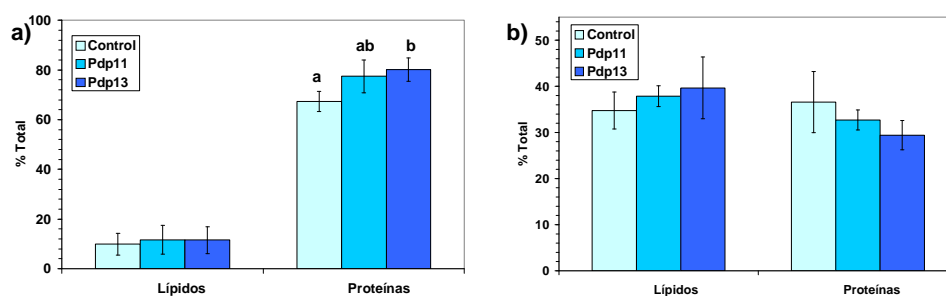 a)
Control
Pdp11
Pdp13
% Total
100
80
60
40
20
0
a
ab
b
Lípidos
Proteínas
b)
Control
Pdp11
Pdp13
% Total
50
40
30
20
10
0
Lípidos
Proteínas